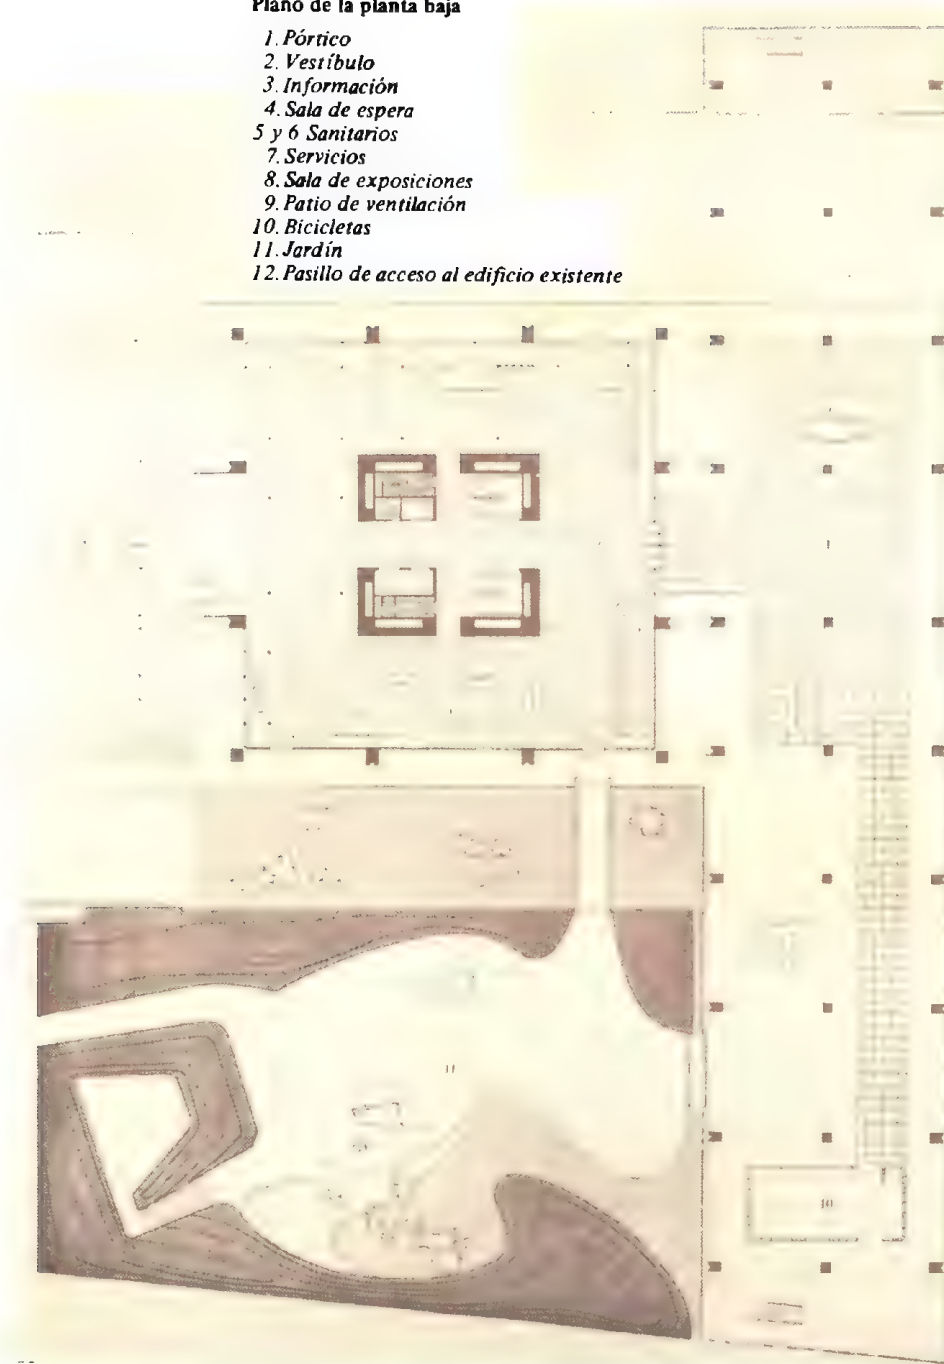 Plano de la planta baja
1. Pórtico
2. Vestíbulo
3. Información
4. Sala de espera
5 y 6 Sanitarios
7. Servicios
8. Sala de exposiciones
9. Patio de ventilación
10. Bicicletas
11. Jardín
12. Pasillo de acceso al edificio existente
11
10